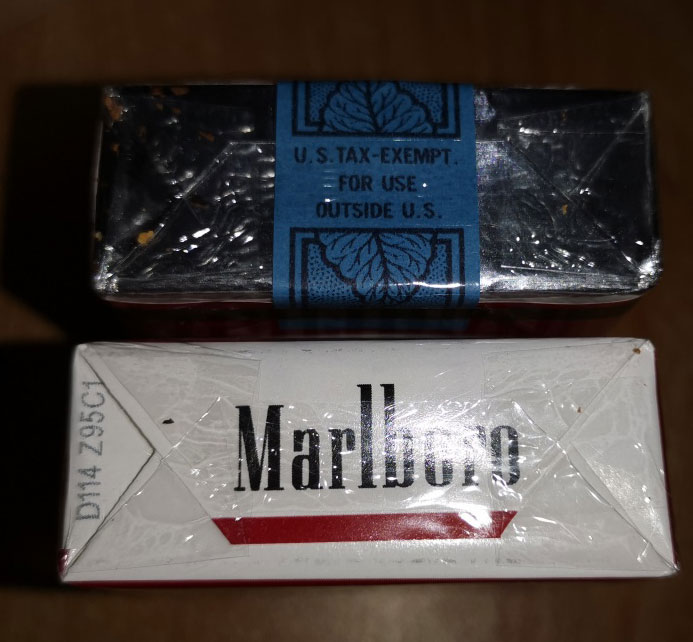 U.S. TAX-EXEMPT.
FOR USE
OUTSIDE U.S.
Marlboro
D114 Z95C1